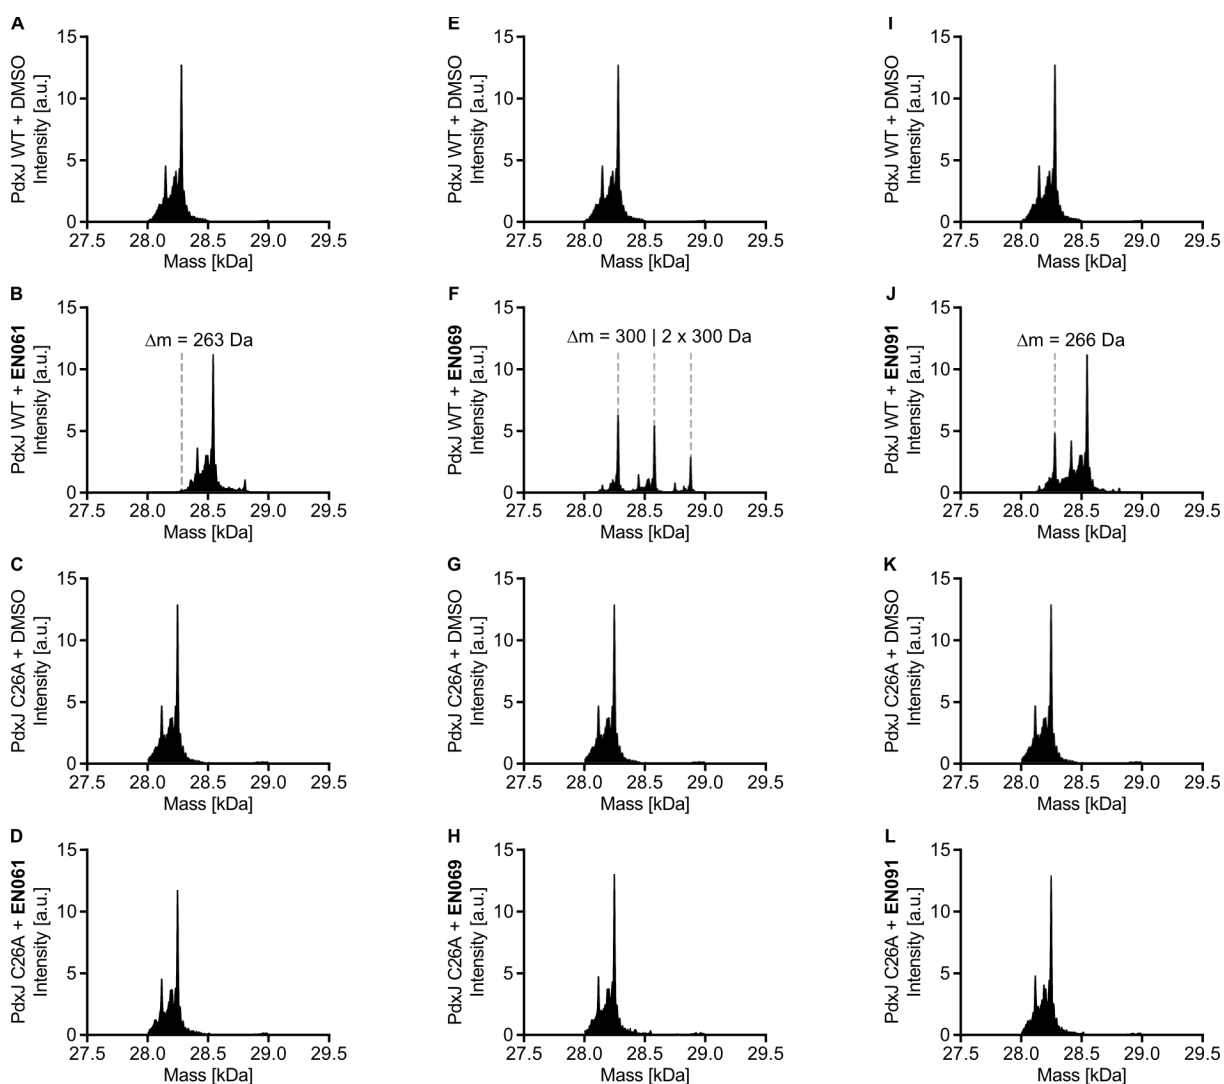 A
PdxJ WT + DMSO
Intensity [a.u.]
15
10
5
0
27.5 28.0 28.5 29.0 29.5
Mass [kDa]
E
PdxJ WT + DMSO
Intensity [a.u.]
15
10
5
0
27.5 28.0 28.5 29.0 29.5
Mass [kDa]
I
PdxJ WT + DMSO
Intensity [a.u.]
15
10
5
0
27.5 28.0 28.5 29.0 29.5
Mass [kDa]
B
PdxJ WT + EN061
Intensity [a.u.]
15
10
5
0
Δm = 263 Da
27.5 28.0 28.5 29.0 29.5
Mass [kDa]
F
PdxJ WT + EN069
Intensity [a.u.]
15
10
5
0
Δm = 300 | 2 x 300 Da
27.5 28.0 28.5 29.0 29.5
Mass [kDa]
J
PdxJ WT + EN091
Intensity [a.u.]
15
10
5
0
Δm = 266 Da
27.5 28.0 28.5 29.0 29.5
Mass [kDa]
C
PdxJ C26A + DMSO
Intensity [a.u.]
15
10
5
0
27.5 28.0 28.5 29.0 29.5
Mass [kDa]
G
PdxJ C26A + DMSO
Intensity [a.u.]
15
10
5
0
27.5 28.0 28.5 29.0 29.5
Mass [kDa]
K
PdxJ C26A + DMSO
Intensity [a.u.]
15
10
5
0
27.5 28.0 28.5 29.0 29.5
Mass [kDa]
D
PdxJ C26A + EN061
Intensity [a.u.]
15
10
5
0
27.5 28.0 28.5 29.0 29.5
Mass [kDa]
H
PdxJ C26A + EN069
Intensity [a.u.]
15
10
5
0
27.5 28.0 28.5 29.0 29.5
Mass [kDa]
L
PdxJ C26A + EN091
Intensity [a.u.]
15
10
5
0
27.5 28.0 28.5 29.0 29.5
Mass [kDa]